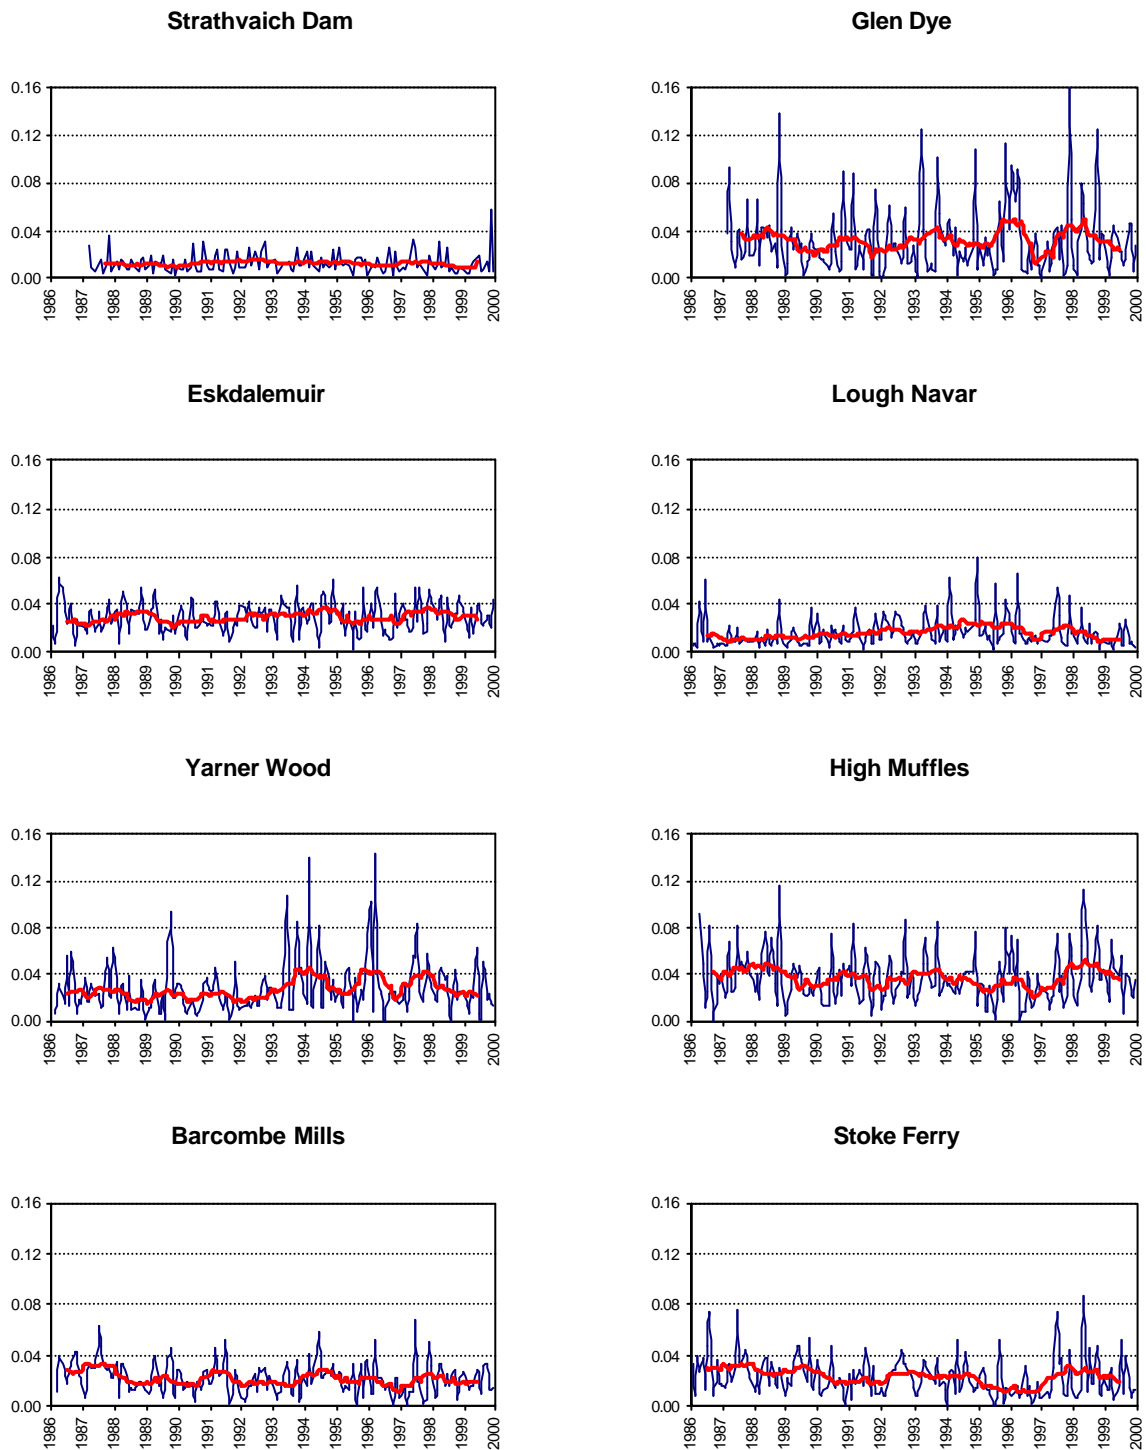 Strathvaich Dam
0.16
0.12
0.08
0.04
0.00
1986 1987 1988 1989 1990 1991 1992 1993 1994 1995 1996 1997 1998 1999 2000
Glen Dye
0.16
0.12
0.08
0.04
0.00
1986 1987 1988 1989 1990 1991 1992 1993 1994 1995 1996 1997 1998 1999 2000
Eskdalemuir
0.16
0.12
0.08
0.04
0.00
1986 1987 1988 1989 1990 1991 1992 1993 1994 1995 1996 1997 1998 1999 2000
Lough Navar
0.16
0.12
0.08
0.04
0.00
1986 1987 1988 1989 1990 1991 1992 1993 1994 1995 1996 1997 1998 1999 2000
Yarner Wood
0.16
0.12
0.08
0.04
0.00
1986 1987 1988 1989 1990 1991 1992 1993 1994 1995 1996 1997 1998 1999 2000
High Muffles
0.16
0.12
0.08
0.04
0.00
1986 1987 1988 1989 1990 1991 1992 1993 1994 1995 1996 1997 1998 1999 2000
Barcombe Mills
0.16
0.12
0.08
0.04
0.00
1986 1987 1988 1989 1990 1991 1992 1993 1994 1995 1996 1997 1998 1999 2000
Stoke Ferry
0.16
0.12
0.08
0.04
0.00
1986 1987 1988 1989 1990 1991 1992 1993 1994 1995 1996 1997 1998 1999 2000